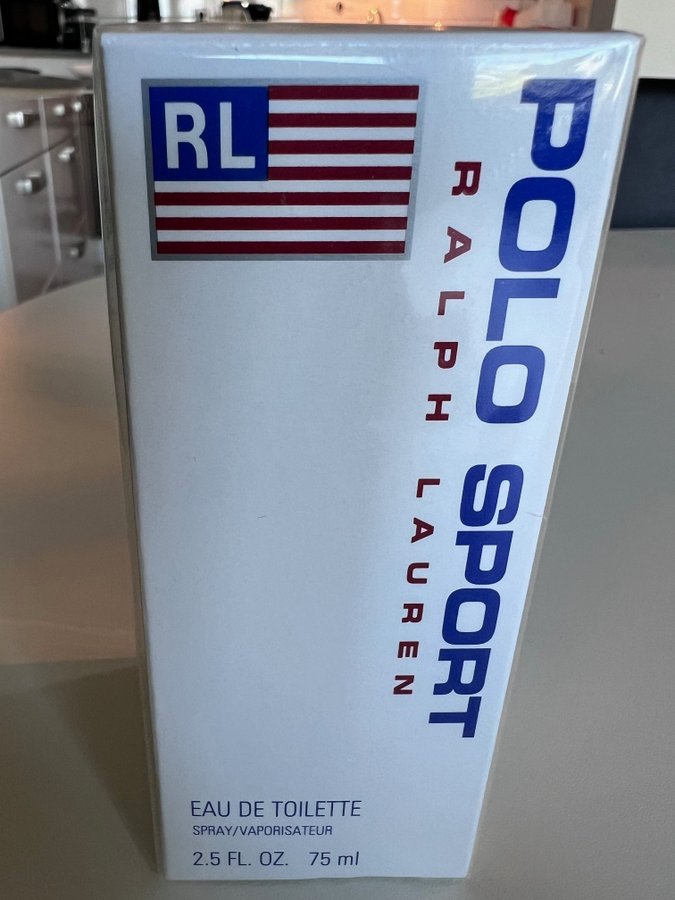 RL
POLO SPORT
RALPH LAUREN
EAU DE TOILETTE
SPRAY/VAPORISATEUR
2.5 FL. OZ. 75 ml